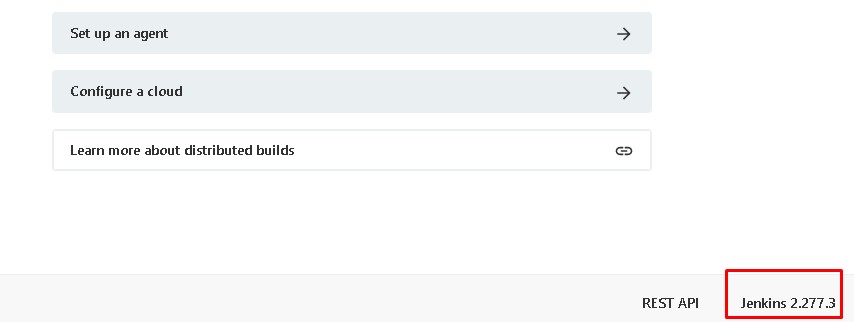 Set up an agent
Configure a cloud
Learn more about distributed builds
REST API Jenkins 2.277.3